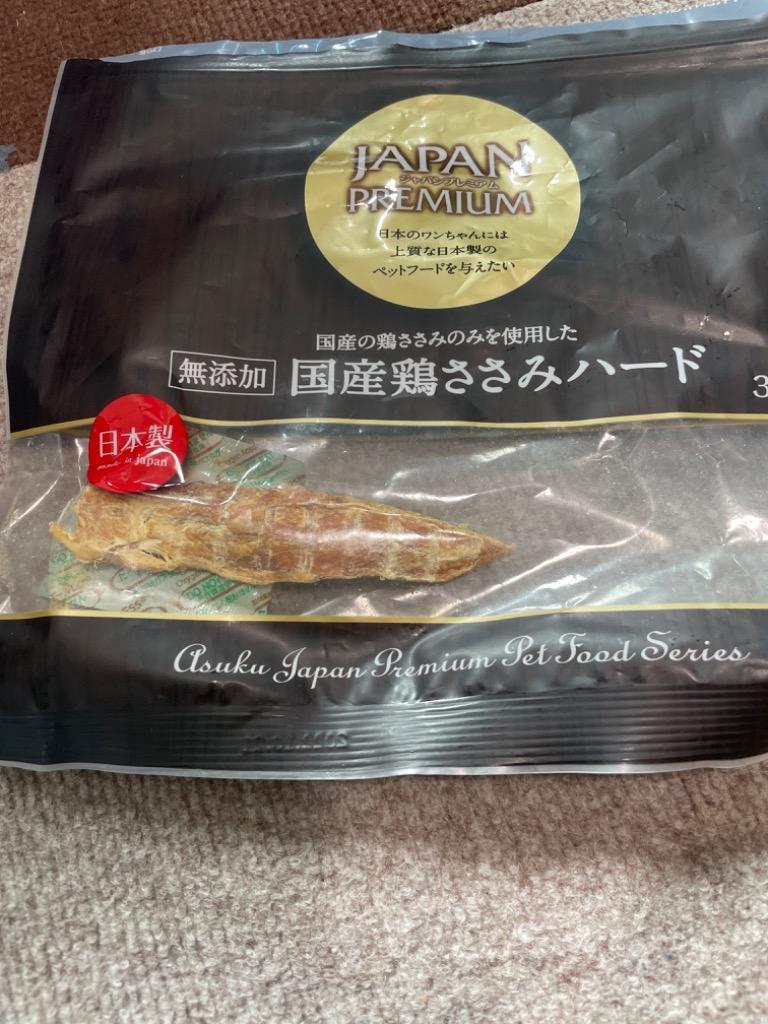 JAPAN
ジャパンプレミアム
PREMIUM
日本のワンちゃんには
上質な日本製の
ペットフードを与えたい
国産の鶏ささみのみを使用した
無添加 国産鶏ささみハード
3
日本製
made in japan
Asuku Japan Premium Pet Food Series